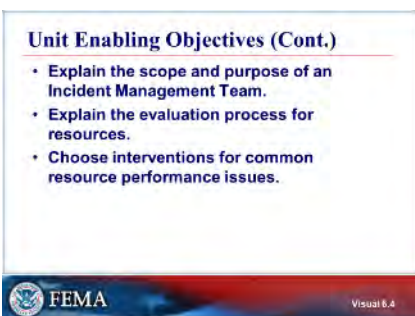 Unit Enabling Objectives (Cont.)
• Explain the scope and purpose of an
Incident Management Team.
• Explain the evaluation process for
resources.
• Choose interventions for common
resource performance issues.
FEMA
Visual 6.4